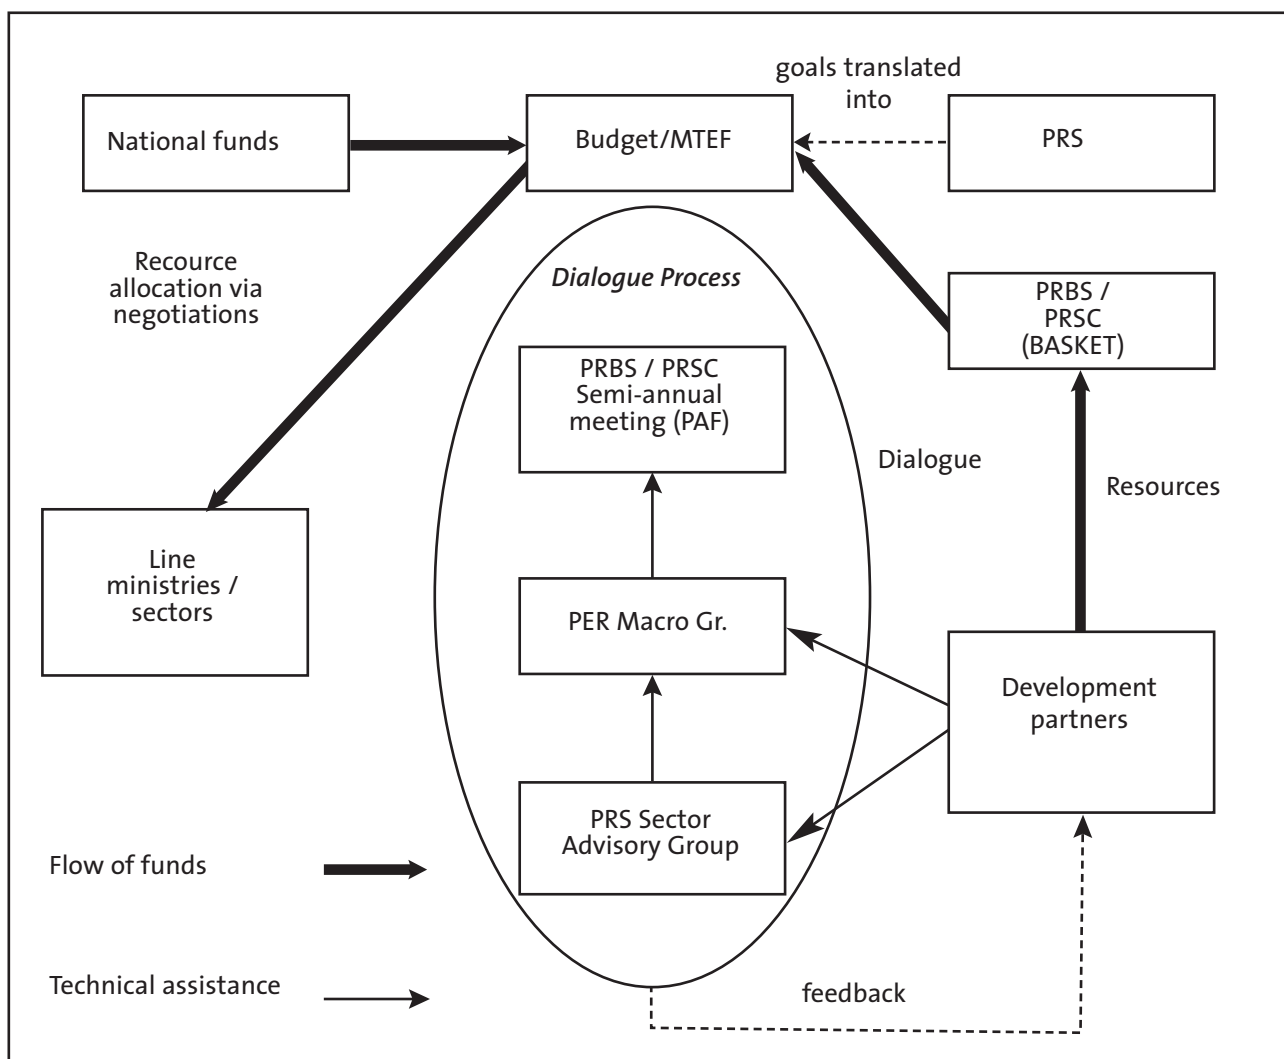 goals translated
into
National funds
Budget/MTEF
PRS
Recource
allocation via
negotiations
Dialogue Process
PRBS /
PRSC
(BASKET)
PRBS / PRSC
Semi-annual
meeting (PAF)
Dialogue
Resources
Line
ministries /
sectors
PER Macro Gr.
Development
partners
PRS Sector
Advisory Group
Flow of funds
Technical assistance
feedback